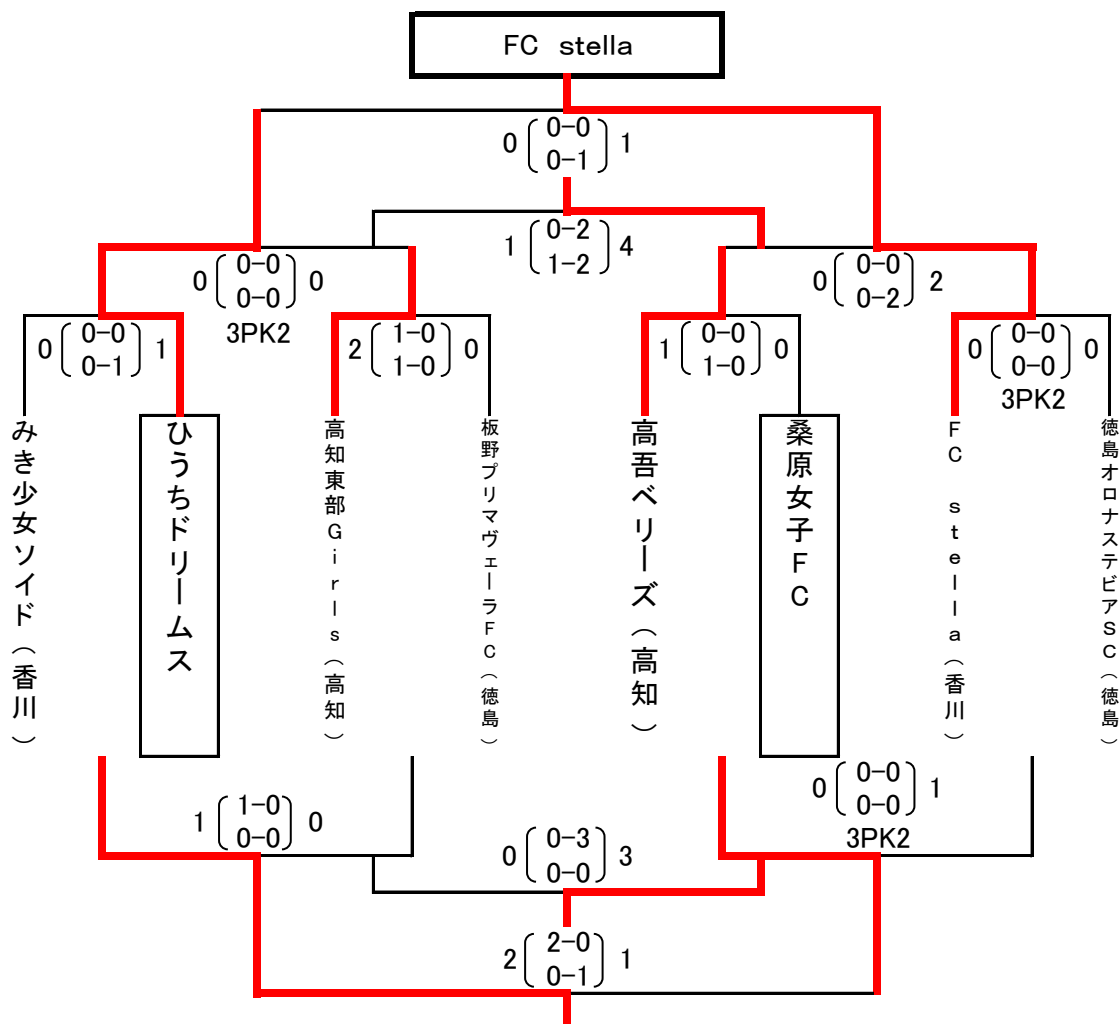 FC stella
0 0-0 1
0-1
1 0-2 4
1-2
0 0-0 0
0-0
3PK2
0 0-0 2
0-2
0 0-0 1
0-1
2 1-0 0
1-0
1 0-0 0
1-0
0 0-0 0
0-0
3PK2
みき少女ソイド(香川)
ひうちドリームス
高知東部Girls(高知)
板野プリマヴェーラFC(徳島)
高吾ベリーズ(高知)
桑原女子FC
FC stella(香川)
徳島オロナステビアSC(徳島)
1 1-0 0
0-0
0 0-0 1
0-0
3PK2
0 0-3 3
0-0
2 2-0 1
0-1